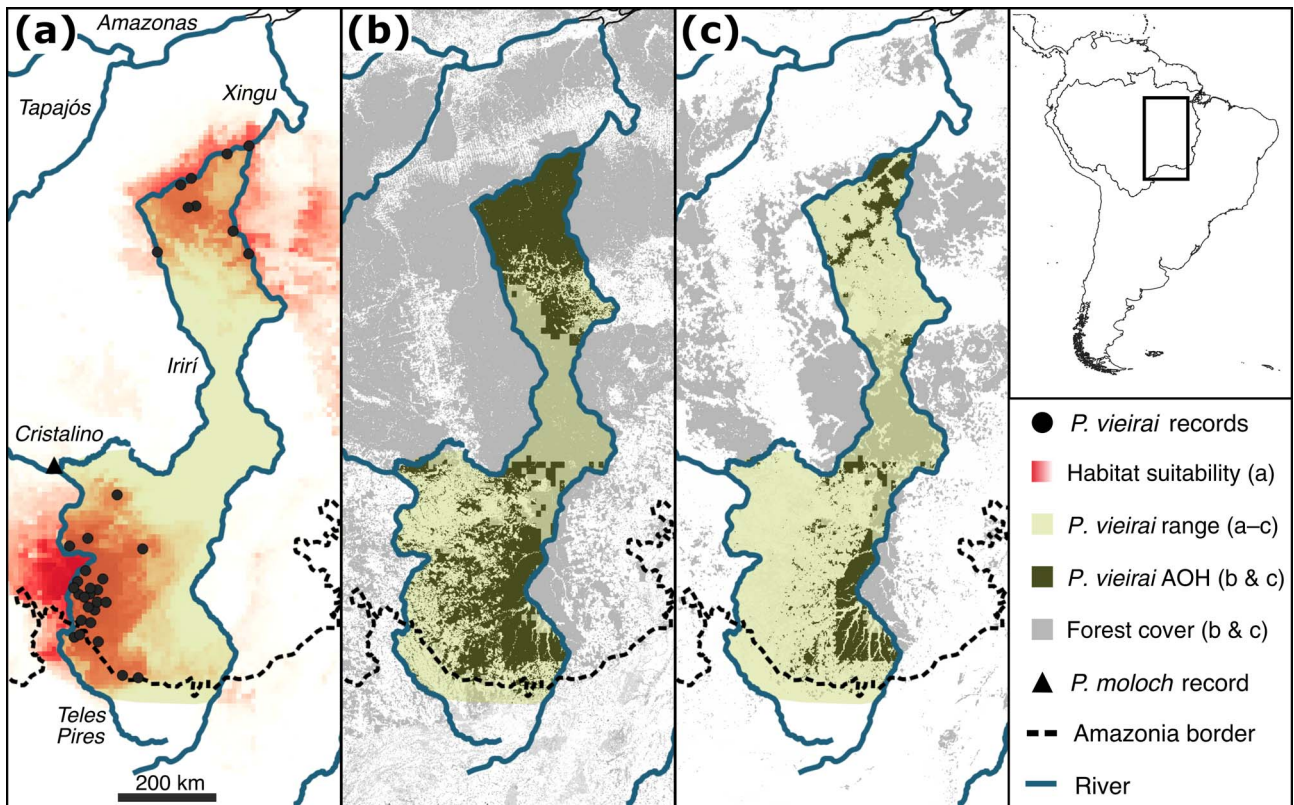 (a)
Amazonas
Tapajós
Xingu
Irirí
Cristalino
Teles
Pires
200 km
(b)
(c)
P. vieirai records
Habitat suitability (a)
P. vieirai range (a–c)
P. vieirai AOH (b & c)
Forest cover (b & c)
P. moloch record
Amazonia border
River